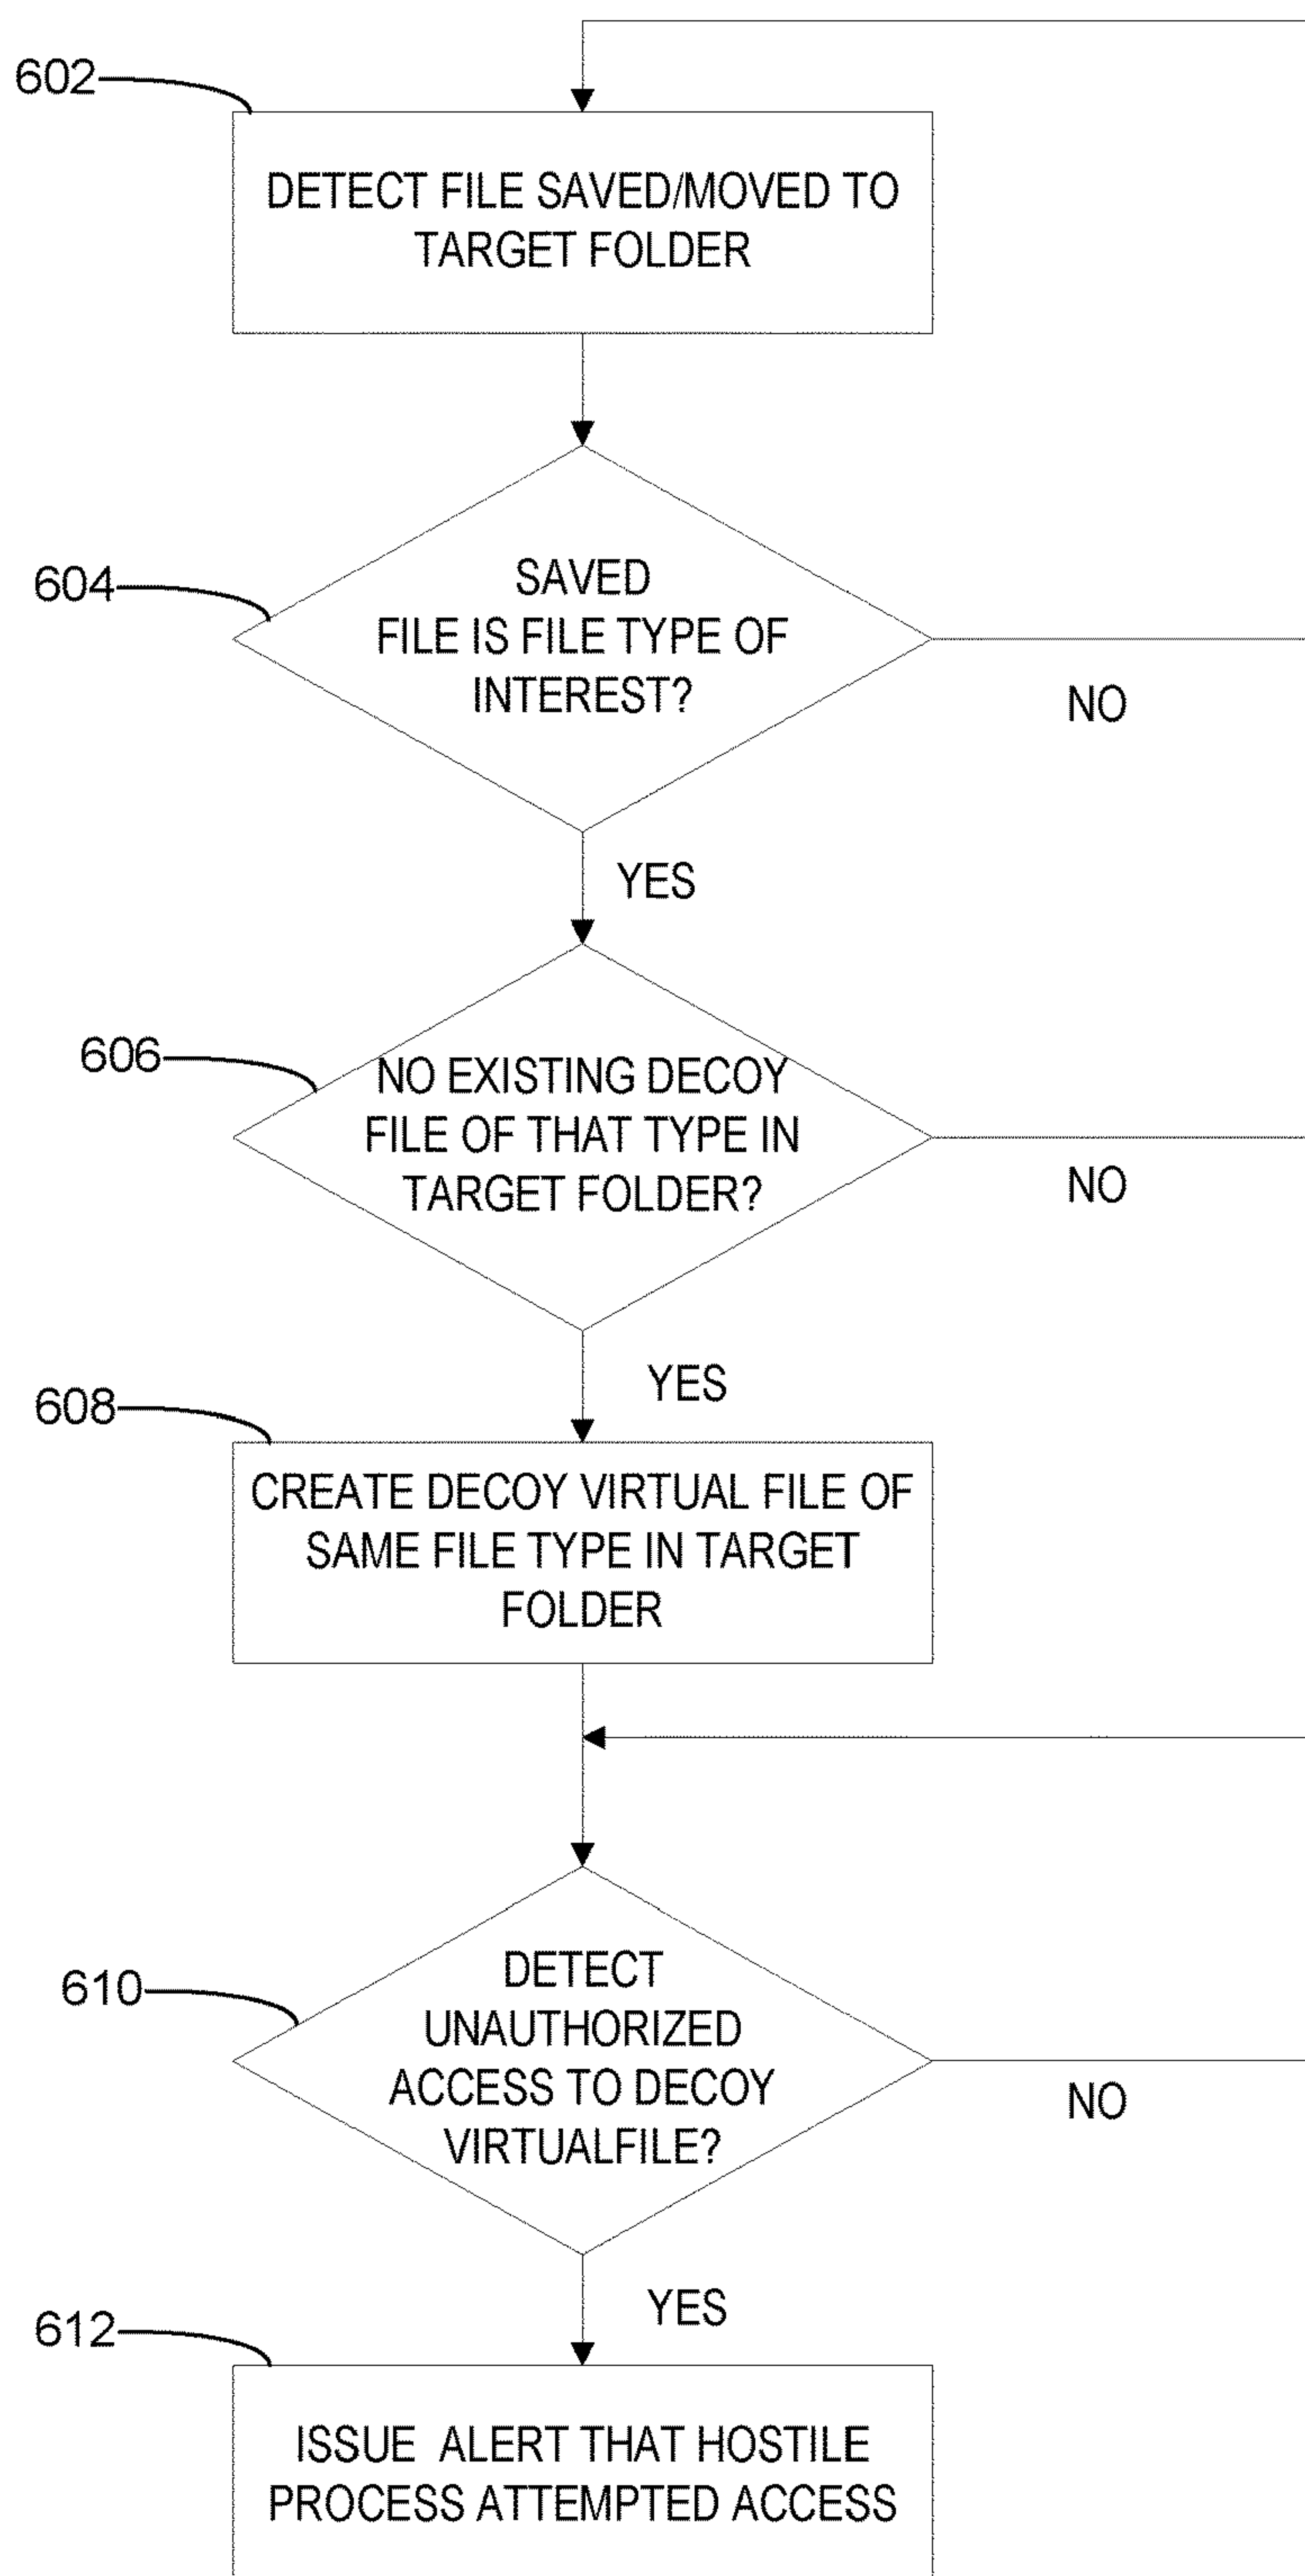 602
DETECT FILE SAVED/MOVED TO
TARGET FOLDER
604
SAVED
FILE IS FILE TYPE OF
INTEREST?
NO
YES
606
NO EXISTING DECOY
FILE OF THAT TYPE IN
TARGET FOLDER?
NO
YES
608
CREATE DECOY VIRTUAL FILE OF
SAME FILE TYPE IN TARGET
FOLDER
610
DETECT
UNAUTHORIZED
ACCESS TO DECOY
VIRTUALFILE?
NO
YES
612
ISSUE ALERT THAT HOSTILE
PROCESS ATTEMPTED ACCESS